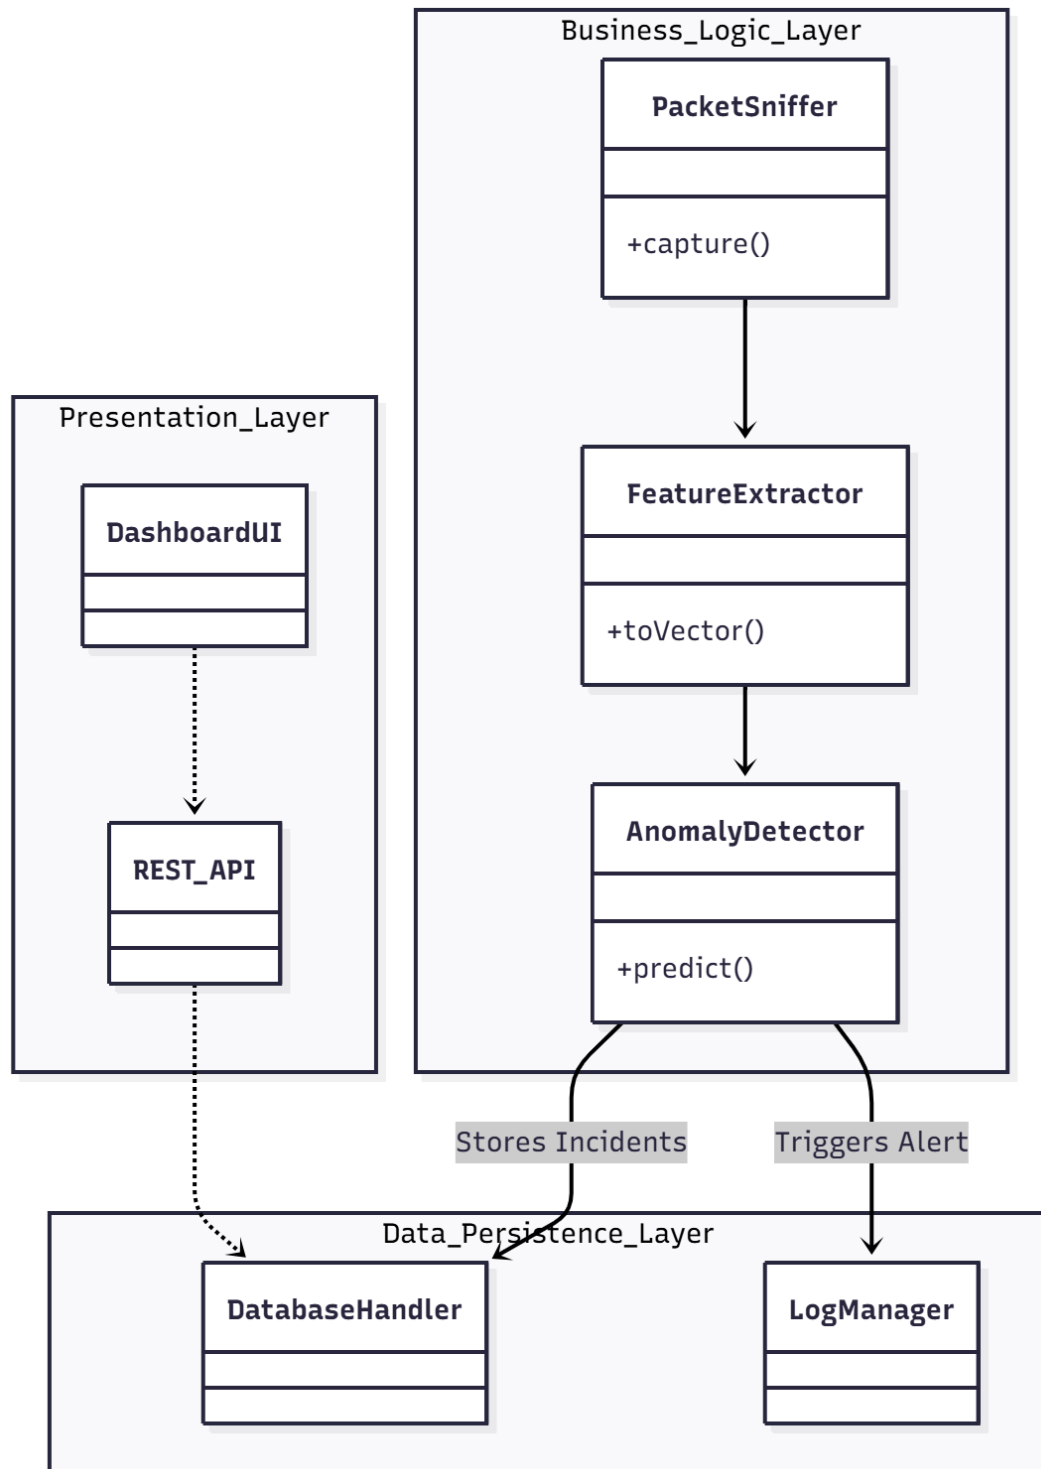 Business_Logic_Layer
PacketSniffer
+capture()
Presentation_Layer
FeatureExtractor
DashboardUI
+toVector()
AnomalyDetector
REST_API
+predict()
Stores Incidents
Triggers Alert
Data_Persistence_Layer
DatabaseHandler
LogManager